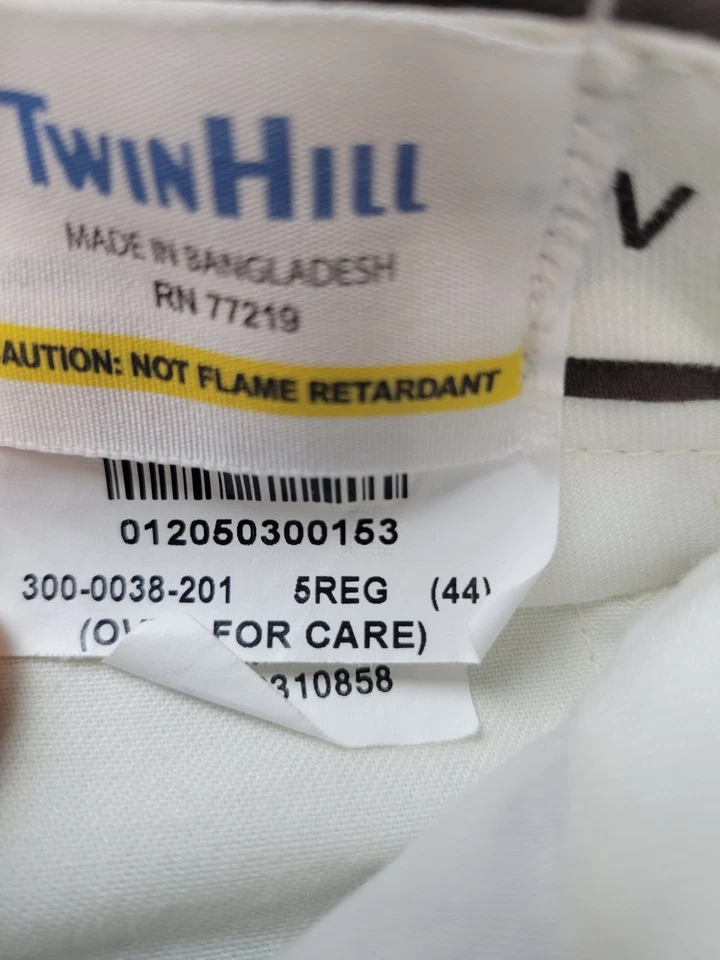 TWINHILL
V
MADE IN BANGLADESH
RN 77219
AUTION: NOT FLAME RETARDANT
012050300153
300-0038-201 5REG (44)
FOR CARE)
310858